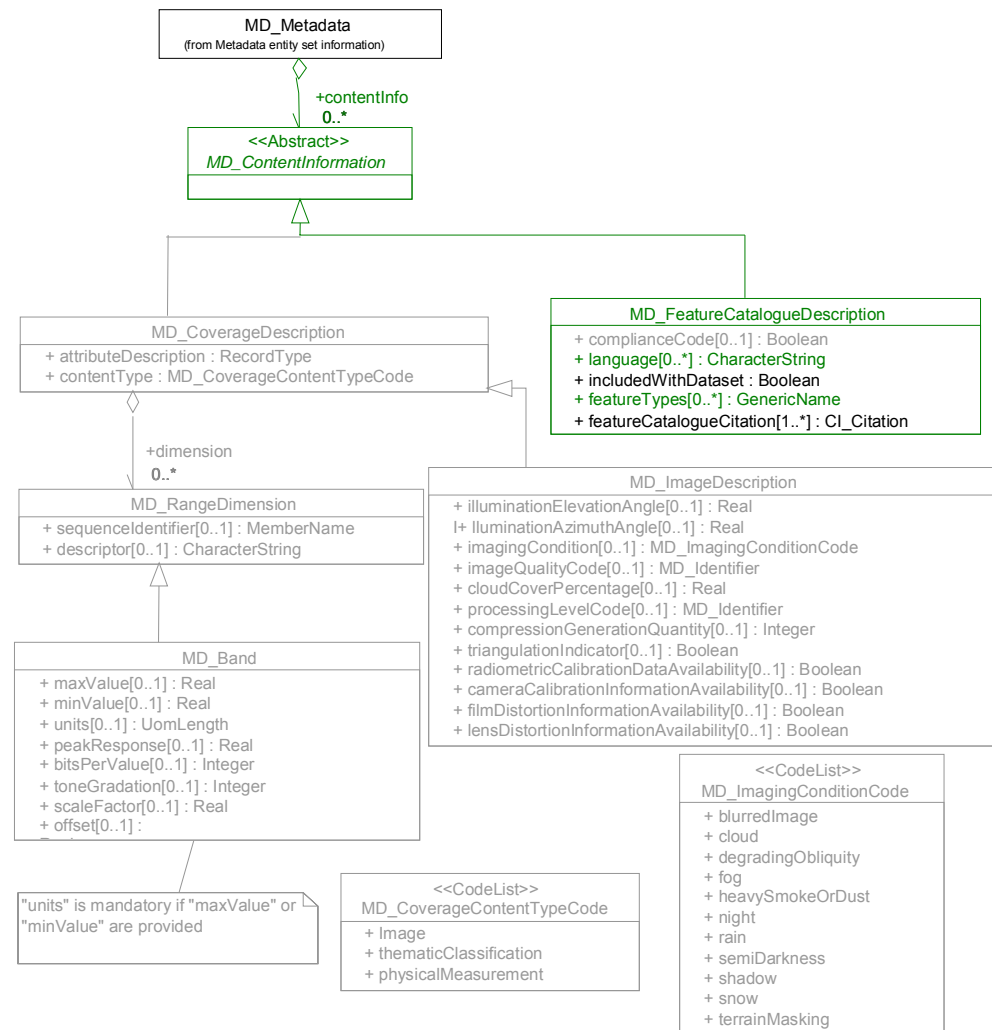 MD_Metadata
(from Metadata entity set information)
+contentInfo
0..*
<<Abstract>>
MD_ContentInformation
MD_CoverageDescription
+ attributeDescription : RecordType
+ contentType : MD_CoverageContentTypeCode
MD_FeatureCatalogueDescription
+ complianceCode[0..1] : Boolean
+ language[0..*] : CharacterString
+ includedWithDataset : Boolean
+ featureTypes[0..*] : GenericName
+ featureCatalogueCitation[1..*] : CI_Citation
+dimension
0..*
MD_RangeDimension
+ sequenceIdentifier[0..1] : MemberName
+ descriptor[0..1] : CharacterString
MD_ImageDescription
+ illuminationElevationAngle[0..1] : Real
I+ IluminationAzimuthAngle[0..1] : Real
+ imagingCondition[0..1] : MD_ImagingConditionCode
+ imageQualityCode[0..1] : MD_Identifier
+ cloudCoverPercentage[0..1] : Real
+ processingLevelCode[0..1] : MD_Identifier
+ compressionGenerationQuantity[0..1] : Integer
+ triangulationIndicator[0..1] : Boolean
+ radiometricCalibrationDataAvailability[0..1] : Boolean
+ cameraCalibrationInformationAvailability[0..1] : Boolean
+ filmDistortionInformationAvailability[0..1] : Boolean
+ lensDistortionInformationAvailability[0..1] : Boolean
MD_Band
+ maxValue[0..1] : Real
+ minValue[0..1] : Real
+ units[0..1] : UomLength
+ peakResponse[0..1] : Real
+ bitsPerValue[0..1] : Integer
+ toneGradation[0..1] : Integer
+ scaleFactor[0..1] : Real
+ offset[0..1] :
"units" is mandatory if "maxValue" or
"minValue" are provided
<<CodeList>>
MD_CoverageContentTypeCode
+ Image
+ thematicClassification
+ physicalMeasurement
<<CodeList>>
MD_ImagingConditionCode
+ blurredImage
+ cloud
+ degradingObliquity
+ fog
+ heavySmokeOrDust
+ night
+ rain
+ semiDarkness
+ shadow
+ snow
+ terrainMasking